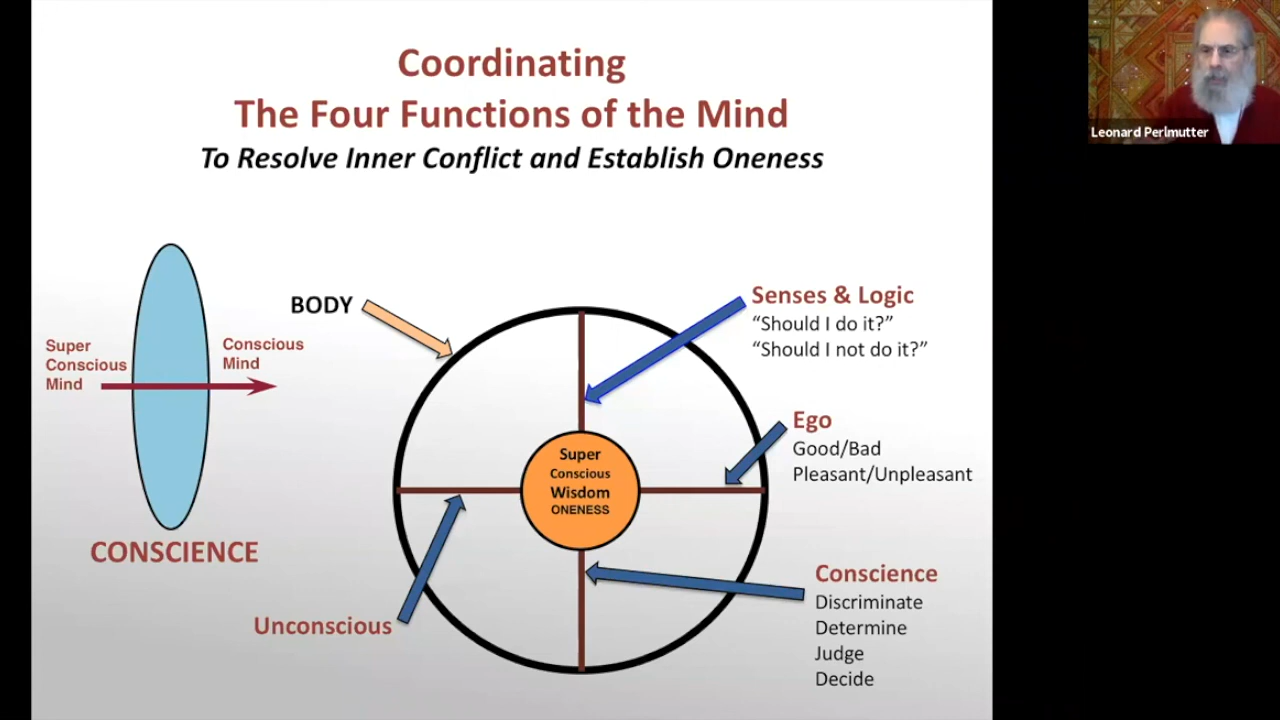 Coordinating
The Four Functions of the Mind
To Resolve Inner Conflict and Establish Oneness
Leonard Perlmutter
Super
Conscious
Mind
Conscious
Mind
CONSCIENCE
BODY
Senses & Logic
“Should I do it?”
“Should I not do it?”
Ego
Good/Bad
Pleasant/Unpleasant
Super
Conscious
Wisdom
ONENESS
Unconscious
Conscience
Discriminate
Determine
Judge
Decide